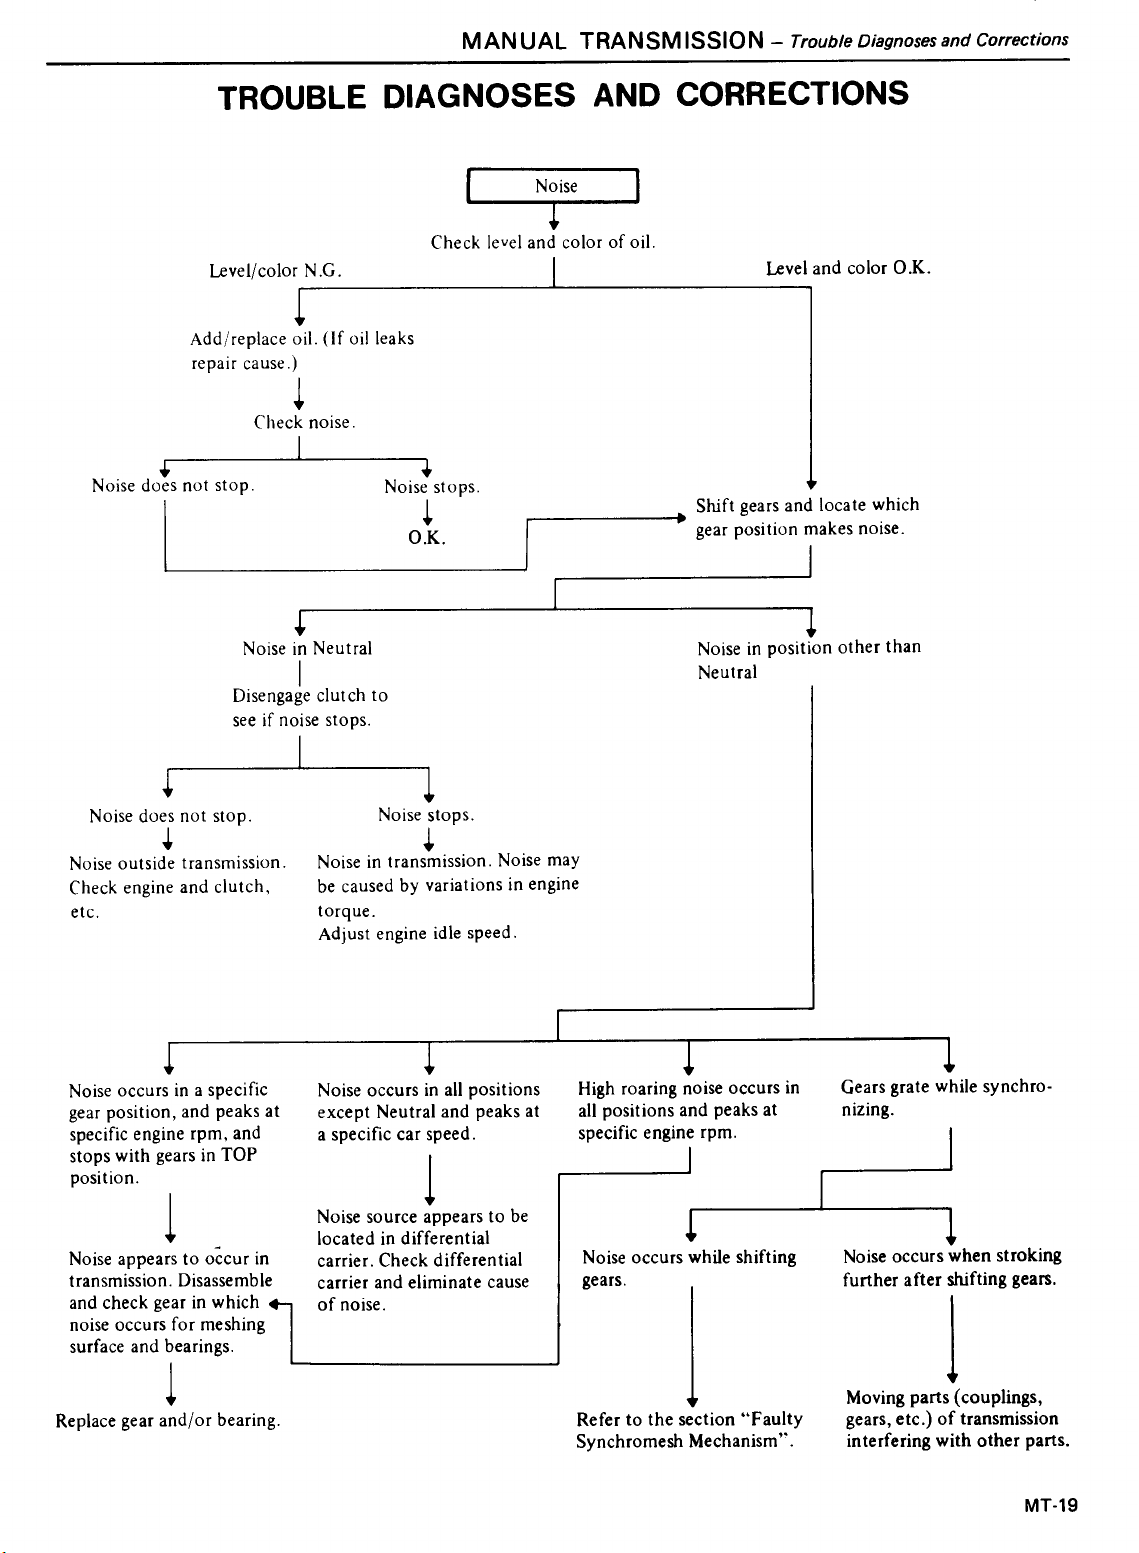 MANUAL TRANSMISSION – Trouble Diagnoses and Corrections
TROUBLE DIAGNOSES AND CORRECTIONS
Noise
Check level and color of oil.
Level/color N.G.
Level and color O.K.
Add/replace oil. (If oil leaks
repair cause.)
Check noise.
Noise does not stop.
Noise stops.
O.K.
Shift gears and locate which
gear position makes noise.
Noise in Neutral
Disengage clutch to
see if noise stops.
Noise in position other than
Neutral
Noise does not stop.
Noise outside transmission.
Check engine and clutch,
etc.
Noise stops.
Noise in transmission. Noise may
be caused by variations in engine
torque.
Adjust engine idle speed.
Noise occurs in a specific
gear position, and peaks at
specific engine rpm, and
stops with gears in TOP
position.
Noise appears to occur in
transmission. Disassemble
and check gear in which
noise occurs for meshing
surface and bearings.
Replace gear and/or bearing.
Noise occurs in all positions
except Neutral and peaks at
a specific car speed.
Noise source appears to be
located in differential
carrier. Check differential
carrier and eliminate cause
of noise.
High roaring noise occurs in
all positions and peaks at
specific engine rpm.
Gears grate while synchro-
nizing.
Noise occurs while shifting
gears.
Refer to the section "Faulty
Synchromesh Mechanism".
Noise occurs when stroking
further after shifting gears.
Moving parts (couplings,
gears, etc.) of transmission
interfering with other parts.
MT-19